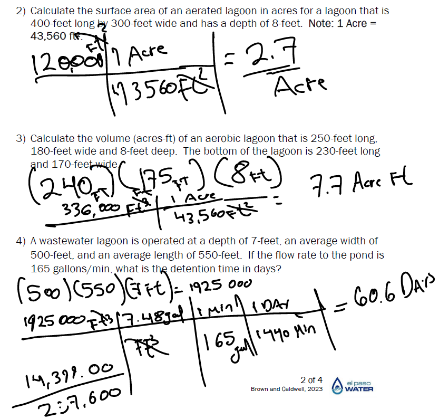 2) Calculate the surface area of an aerated lagoon in acres for a lagoon that is
400 feet long by 300 feet wide and has a depth of 8 feet. Note: 1 Acre =
43,560 ft²
120,000 ft² | 1 Acre = 2.7
43560 ft² Acre
3) Calculate the volume (acres-ft) of an aerobic lagoon that is 250-feet long,
180-feet wide and 8-feet deep. The bottom of the lagoon is 230-feet long
and 170-feet wide.
(240 ft) (175 ft) (8 ft) 7.7 Acre Ft
336,000 Ft³ | 1 Acre =
43,560 ft²
4) A wastewater lagoon is operated at a depth of 7-feet, an average width of
500-feet, and an average length of 550-feet. If the flow rate to the pond is
165 gallons/min, what is the detention time in days?
(500)(550)(7 ft) = 1925 000
1925 000 ft3 | 7.48 gal | 1 min | 1 DAY = 60.6 DAYS
ft³ | 165 gal | 1440 min
14,399.00
237,600
2 of 4
Brown and Caldwell, 2023
el paso
WATER